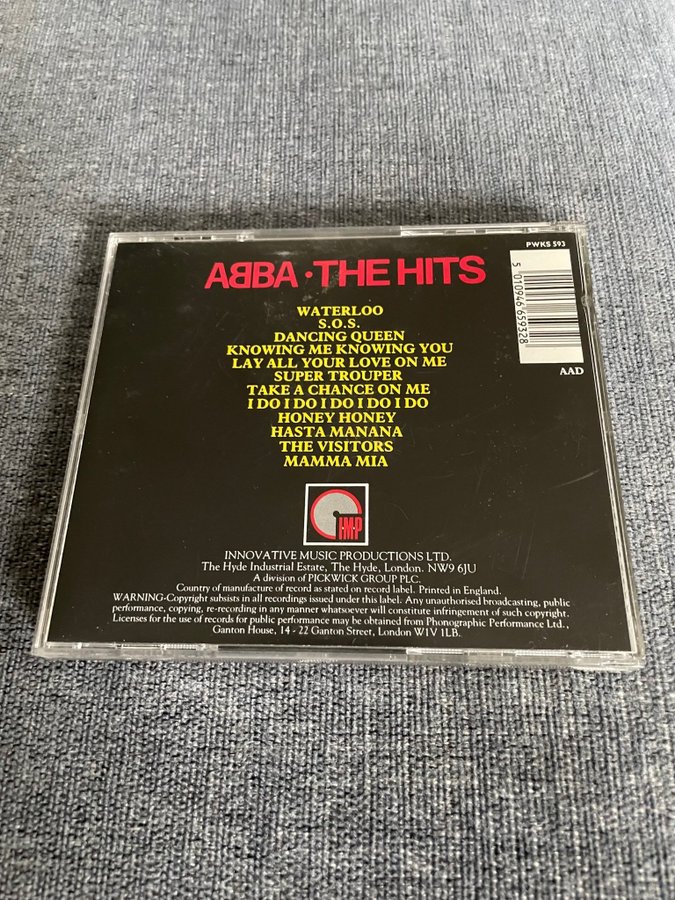 PWKS 593
ABBA · THE HITS
5 010946 659328
AAD
WATERLOO
S.O.S.
DANCING QUEEN
KNOWING ME KNOWING YOU
LAY ALL YOUR LOVE ON ME
SUPER TROUPER
TAKE A CHANCE ON ME
I DO I DO I DO I DO I DO
HONEY HONEY
HASTA MANANA
THE VISITORS
MAMMA MIA
I·M·P
INNOVATIVE MUSIC PRODUCTIONS LTD.
The Hyde Industrial Estate, The Hyde, London. NW9 6JU
A division of PICKWICK GROUP PLC.
Country of manufacture of record as stated on record label. Printed in England.
WARNING-Copyright subsists in all recordings issued under this label. Any unauthorised broadcasting, public
performance, copying, re-recording in any manner whatsoever will constitute infringement of such copyright.
Licenses for the use of records for public performance may be obtained from Phonographic Performance Ltd.,
Ganton House, 14 - 22 Ganton Street, London W1V 1LB.